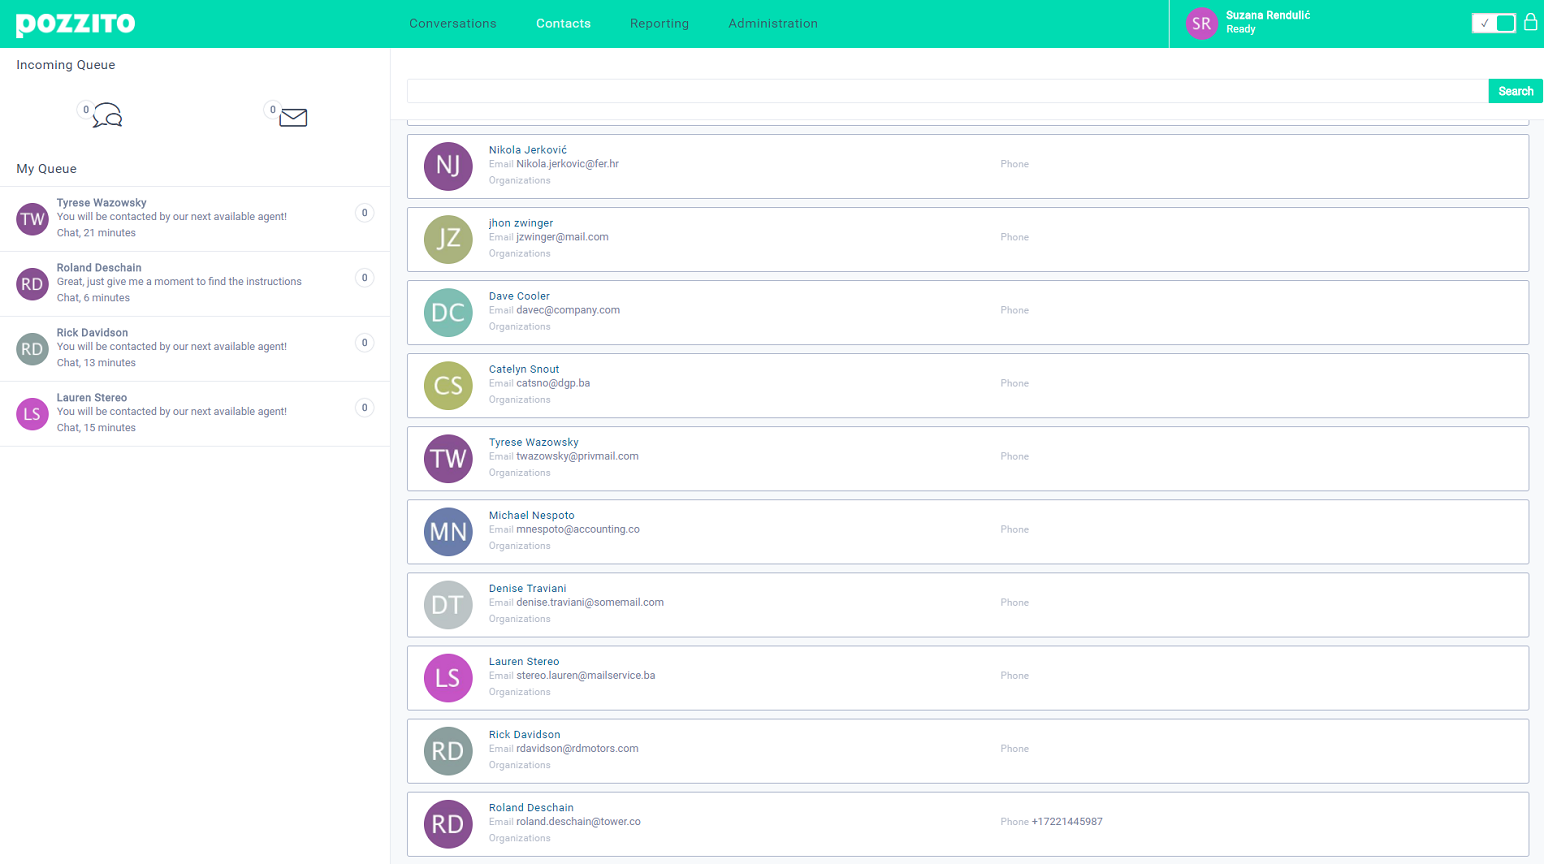 pozzito
Conversations
Contacts
Reporting
Administration
SR
Suzana Rendulić
Ready
Incoming Queue
0
0
My Queue
TW
Tyrese Wazowsky
You will be contacted by our next available agent!
Chat, 21 minutes
0
RD
Roland Deschain
Great, just give me a moment to find the instructions
Chat, 6 minutes
0
RD
Rick Davidson
You will be contacted by our next available agent!
Chat, 13 minutes
0
LS
Lauren Stereo
You will be contacted by our next available agent!
Chat, 15 minutes
0
Search
NJ
Nikola Jerković
Email Nikola.jerkovic@fer.hr
Phone
Organizations
JZ
jhon zwinger
Email jzwinger@mail.com
Phone
Organizations
DC
Dave Cooler
Email davec@company.com
Phone
Organizations
CS
Catelyn Snout
Email catsno@dgp.ba
Phone
Organizations
TW
Tyrese Wazowsky
Email twazowsky@privmail.com
Phone
Organizations
MN
Michael Nespoto
Email mnespoto@accounting.co
Phone
Organizations
DT
Denise Traviani
Email denise.traviani@somemail.com
Phone
Organizations
LS
Lauren Stereo
Email stereo.lauren@mailservice.ba
Phone
Organizations
RD
Rick Davidson
Email rdavidson@rdmotors.com
Phone
Organizations
RD
Roland Deschain
Email roland.deschain@tower.co
Phone +17221445987
Organizations